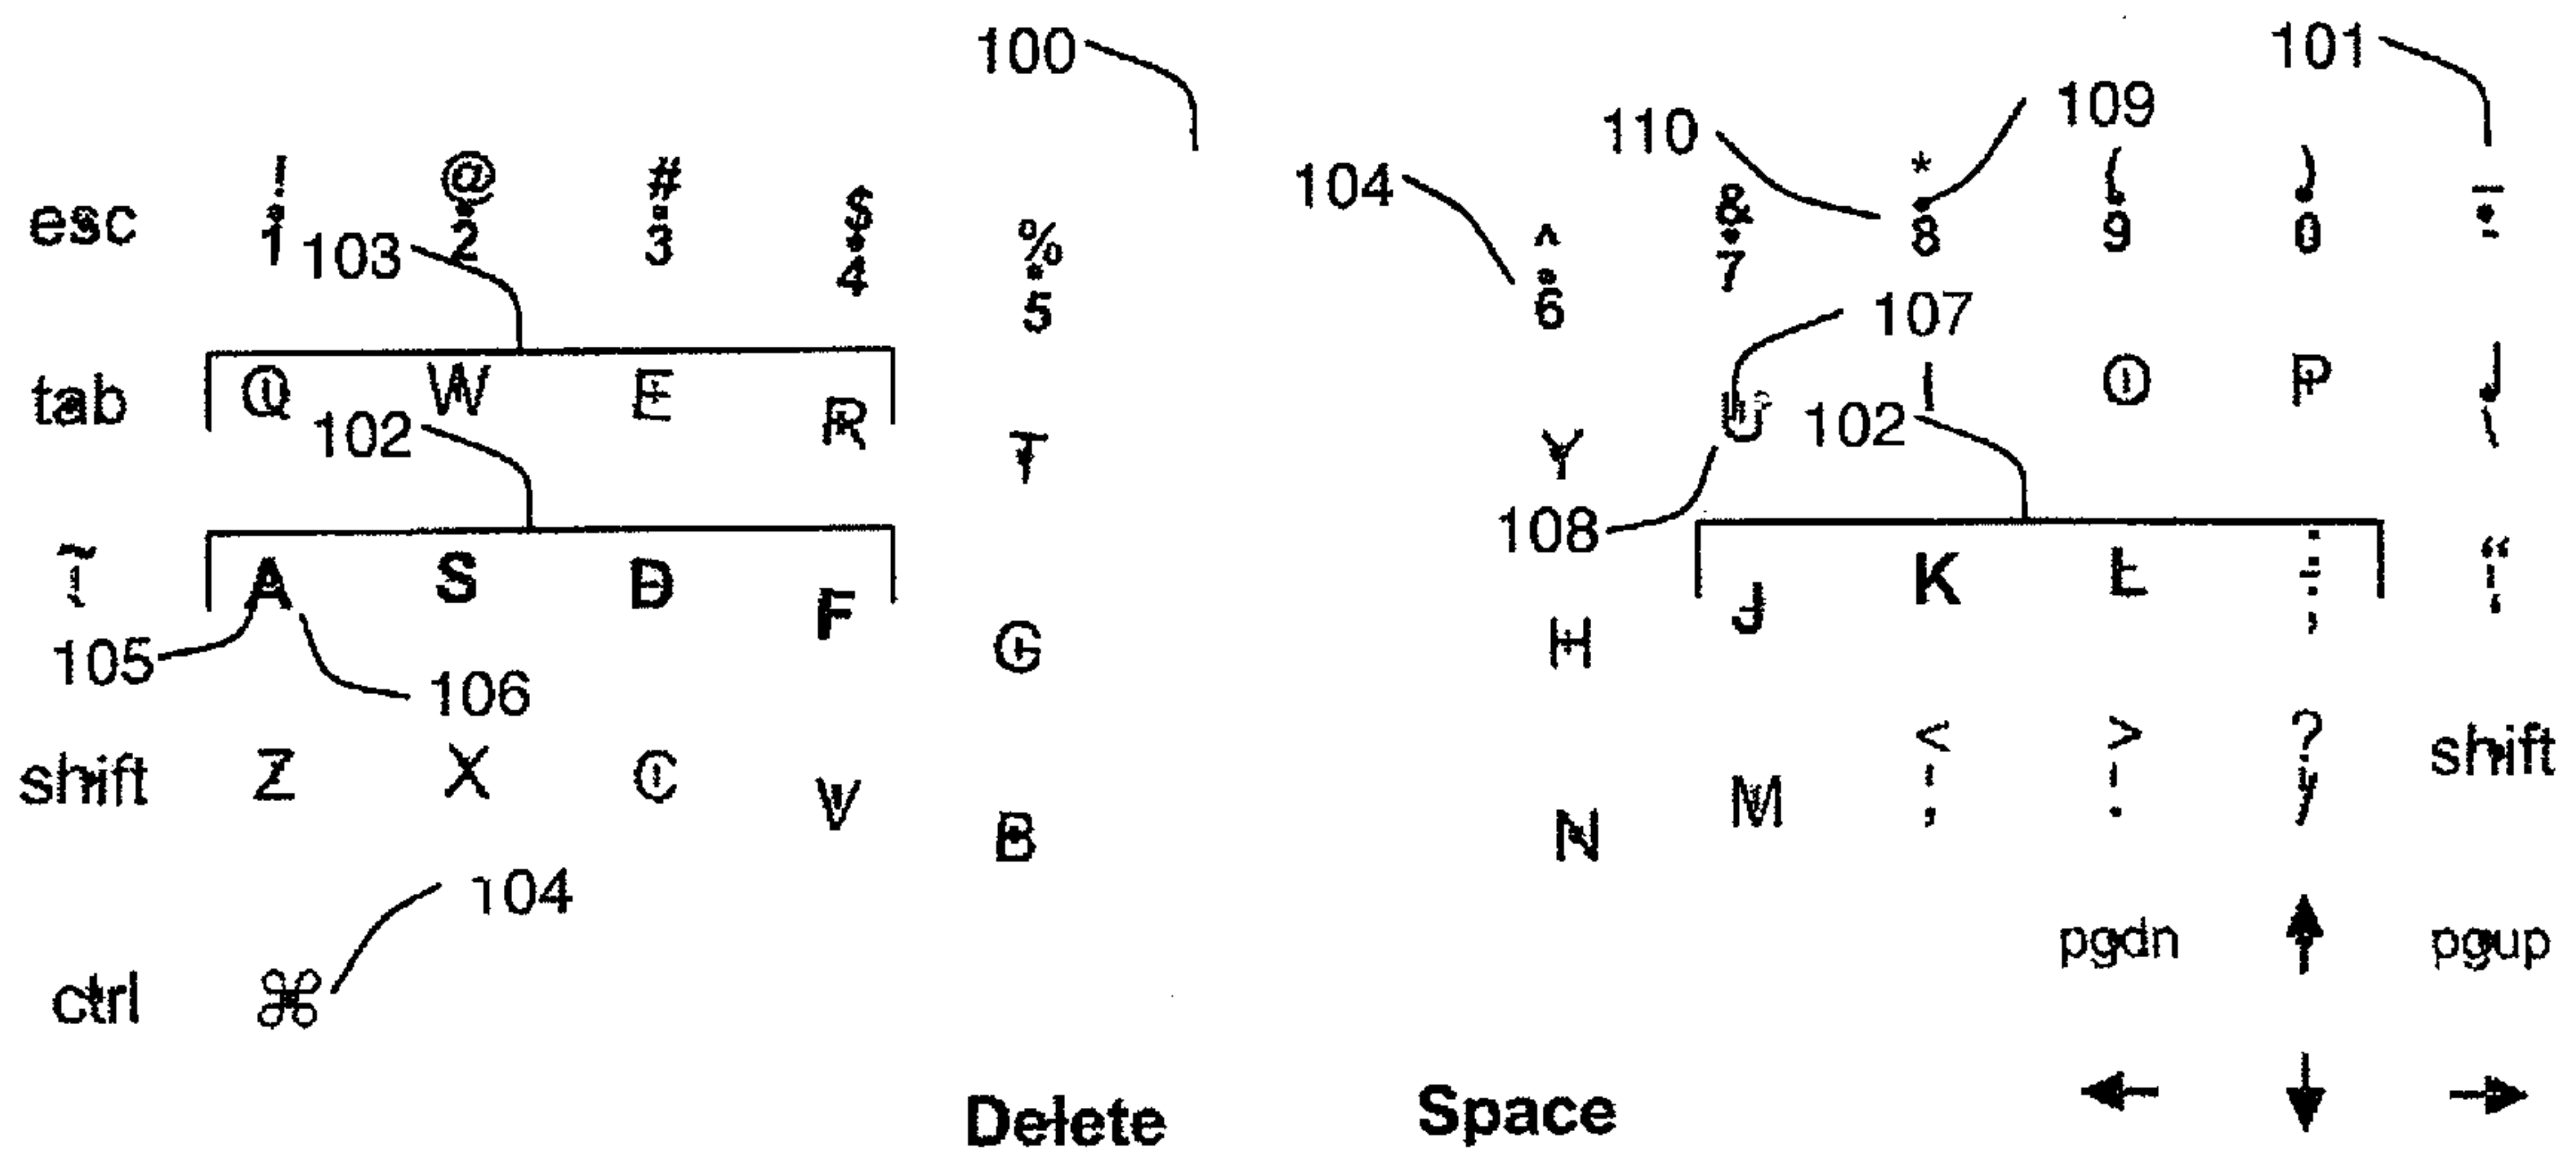 100 101
110 109
104
! @ # $ % ^ & * ( )
esc 1 2 3 4 5 6 7 8 9 0
103
107
tab Q W E R T Y U I O P
102 102
108
~ A S D F G H J K L : ; “
105 106
shift Z X C V B N M < , > . ? / shift
104
pgdn pgup
ctrl ⌘
↑
← ↓ →
Delete Space